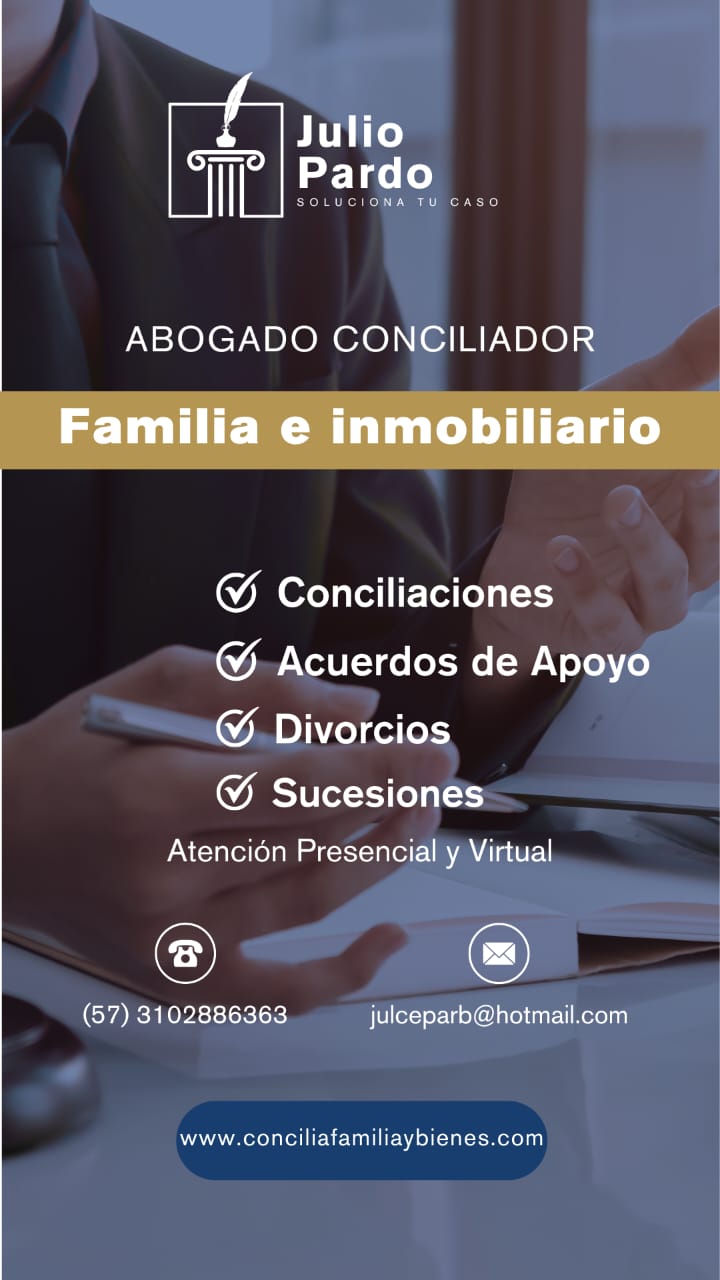 Julio
Pardo
SOLUCIONA TU CASO
ABOGADO CONCILIADOR
Familia e inmobiliario
Conciliaciones
Acuerdos de Apoyo
Divorcios
Sucesiones
Atención Presencial y Virtual
(57) 3102886363
julceparb@hotmail.com
www.conciliafamiliaybienes.com